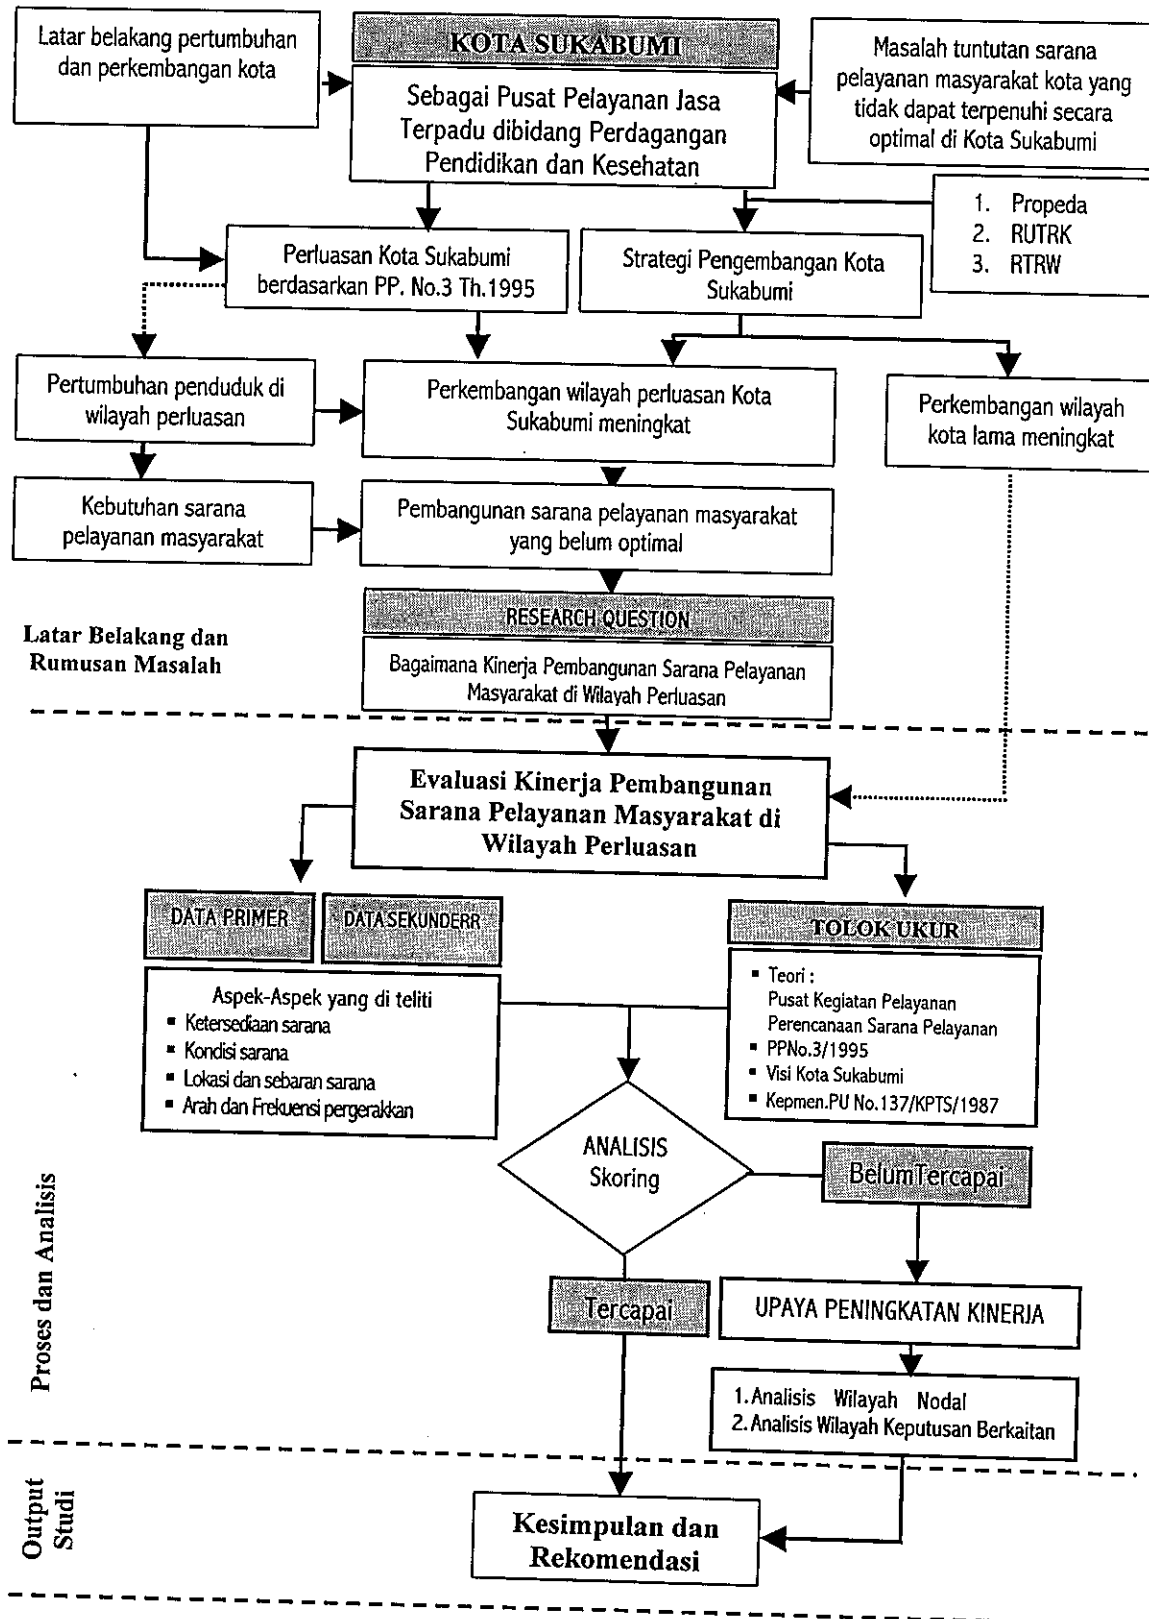 Latar belakang pertumbuhan
dan perkembangan kota
KOTA SUKABUMI
Sebagai Pusat Pelayanan Jasa
Terpadu dibidang Perdagangan
Pendidikan dan Kesehatan
Masalah tuntutan sarana
pelayanan masyarakat kota yang
tidak dapat terpenuhi secara
optimal di Kota Sukabumi
1. Propeda
2. RUTRK
3. RTRW
Perluasan Kota Sukabumi
berdasarkan PP. No.3 Th.1995
Strategi Pengembangan Kota
Sukabumi
Pertumbuhan penduduk di
wilayah perluasan
Perkembangan wilayah perluasan Kota
Sukabumi meningkat
Perkembangan wilayah
kota lama meningkat
Kebutuhan sarana
pelayanan masyarakat
Pembangunan sarana pelayanan masyarakat
yang belum optimal
RESEARCH QUESTION
Bagaimana Kinerja Pembangunan Sarana Pelayanan
Masyarakat di Wilayah Perluasan
Latar Belakang dan
Rumusan Masalah
Evaluasi Kinerja Pembangunan
Sarana Pelayanan Masyarakat di
Wilayah Perluasan
DATA PRIMER
DATA SEKUNDERR
Aspek-Aspek yang di teliti
▪ Ketersediaan sarana
▪ Kondisi sarana
▪ Lokasi dan sebaran sarana
▪ Arah dan Frekuensi pergerakkan
TOLOK UKUR
▪ Teori :
Pusat Kegiatan Pelayanan
Perencanaan Sarana Pelayanan
▪ PPNo.3/1995
▪ Visi Kota Sukabumi
▪ Kepmen.PU No.137/KPTS/1987
ANALISIS
Skoring
BelumTercapai
Tercapai
UPAYA PENINGKATAN KINERJA
1. Analisis Wilayah Nodal
2. Analisis Wilayah Keputusan Berkaitan
Proses dan Analisis
Output
Studi
Kesimpulan dan
Rekomendasi